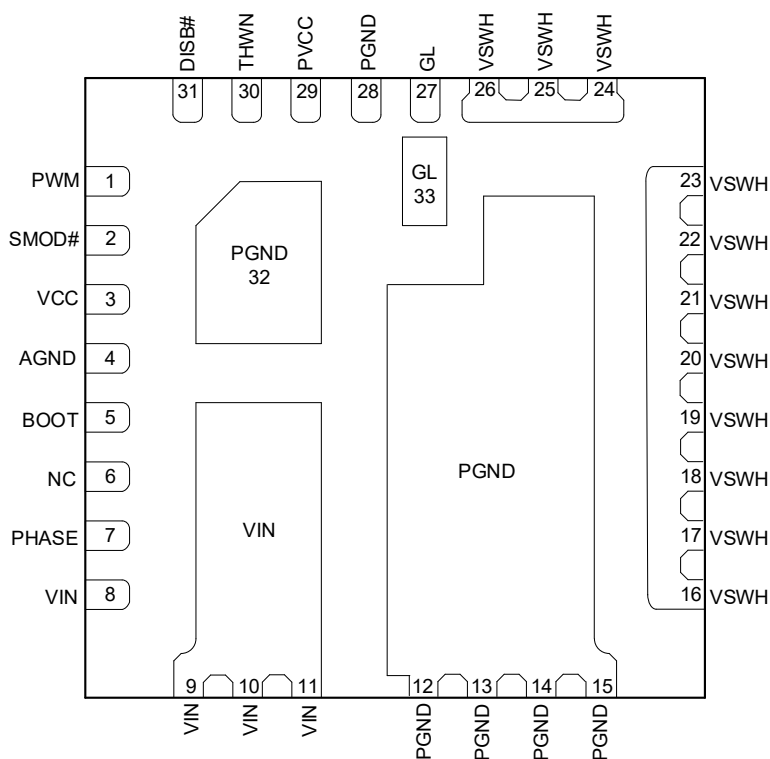 DISB#
THWN
PVCC
PGND
GL
VSWH
VSWH
VSWH
31
30
29
28
27
26
25
24
PWM 1
SMOD# 2
VCC 3
AGND 4
BOOT 5
NC 6
PHASE 7
VIN 8
GL
33
PGND
32
PGND
VIN
23 VSWH
22 VSWH
21 VSWH
20 VSWH
19 VSWH
18 VSWH
17 VSWH
16 VSWH
9
10
11
12
13
14
15
VIN
VIN
VIN
PGND
PGND
PGND
PGND